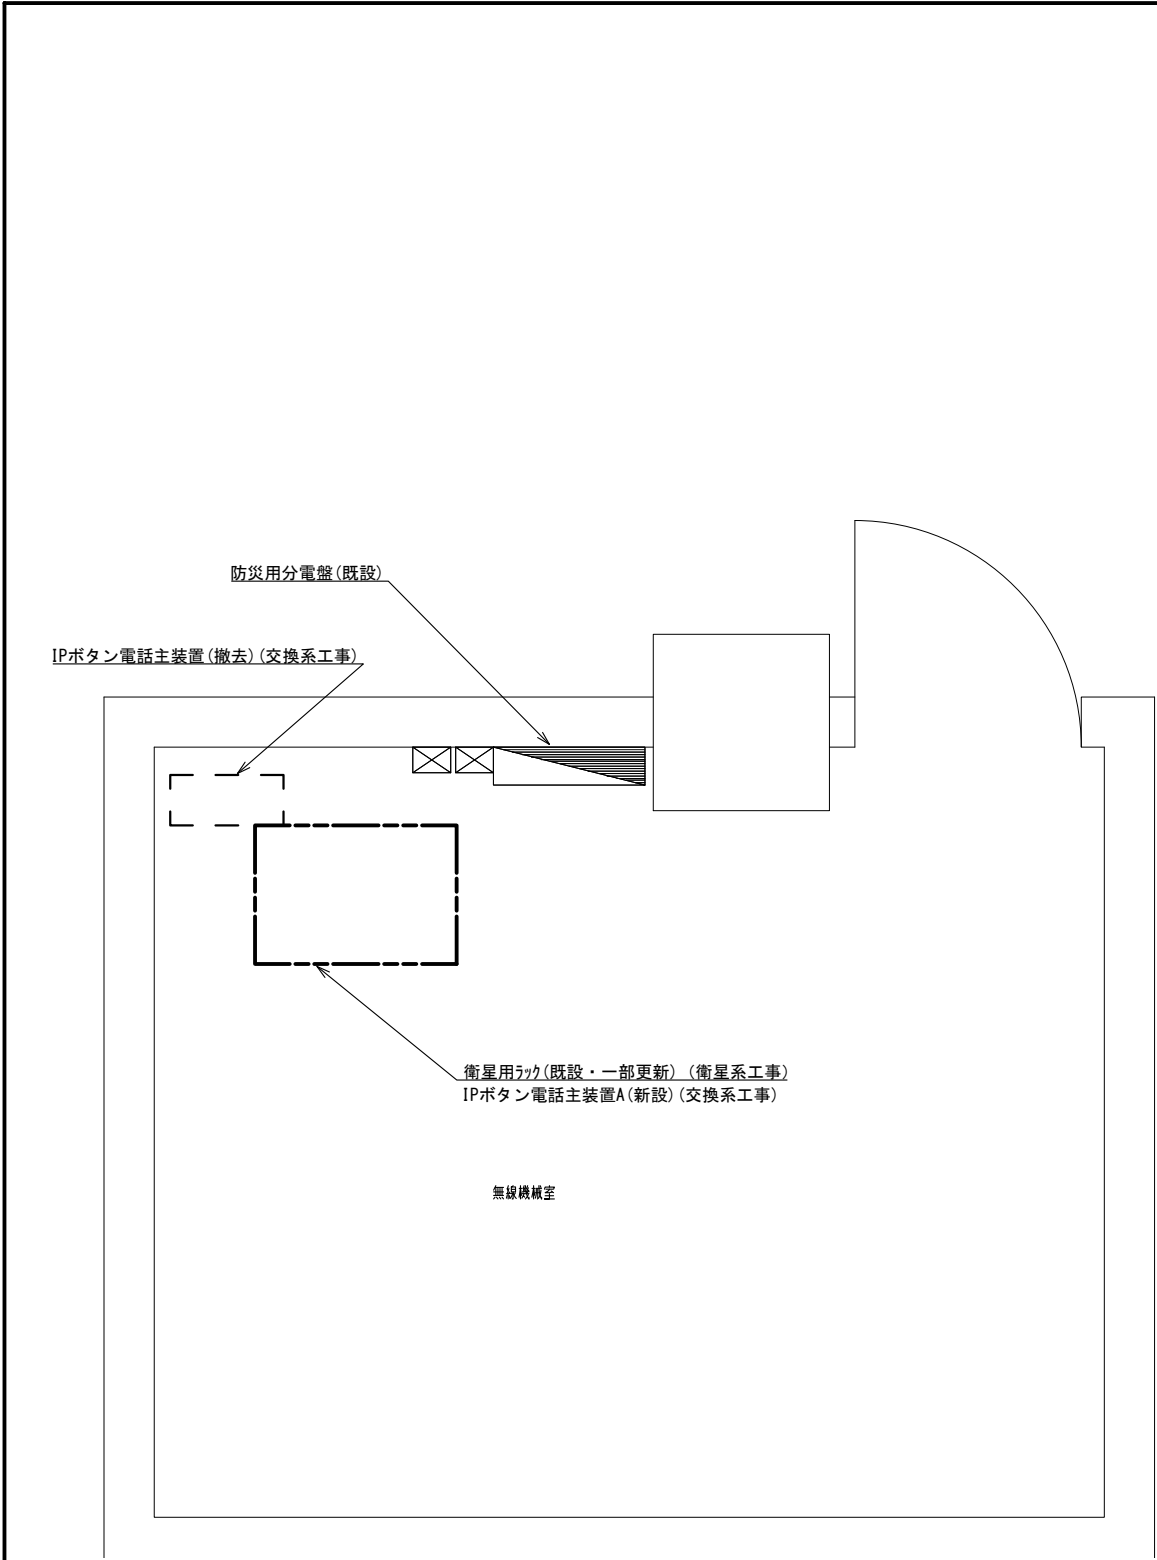 防災用分電盤(既設)
IPボタン電話主装置(撤去)(交換系工事)
衛星用ﾗｯｸ(既設・一部更新)(衛星系工事)
IPボタン電話主装置A(新設)(交換系工事)
無線機械室